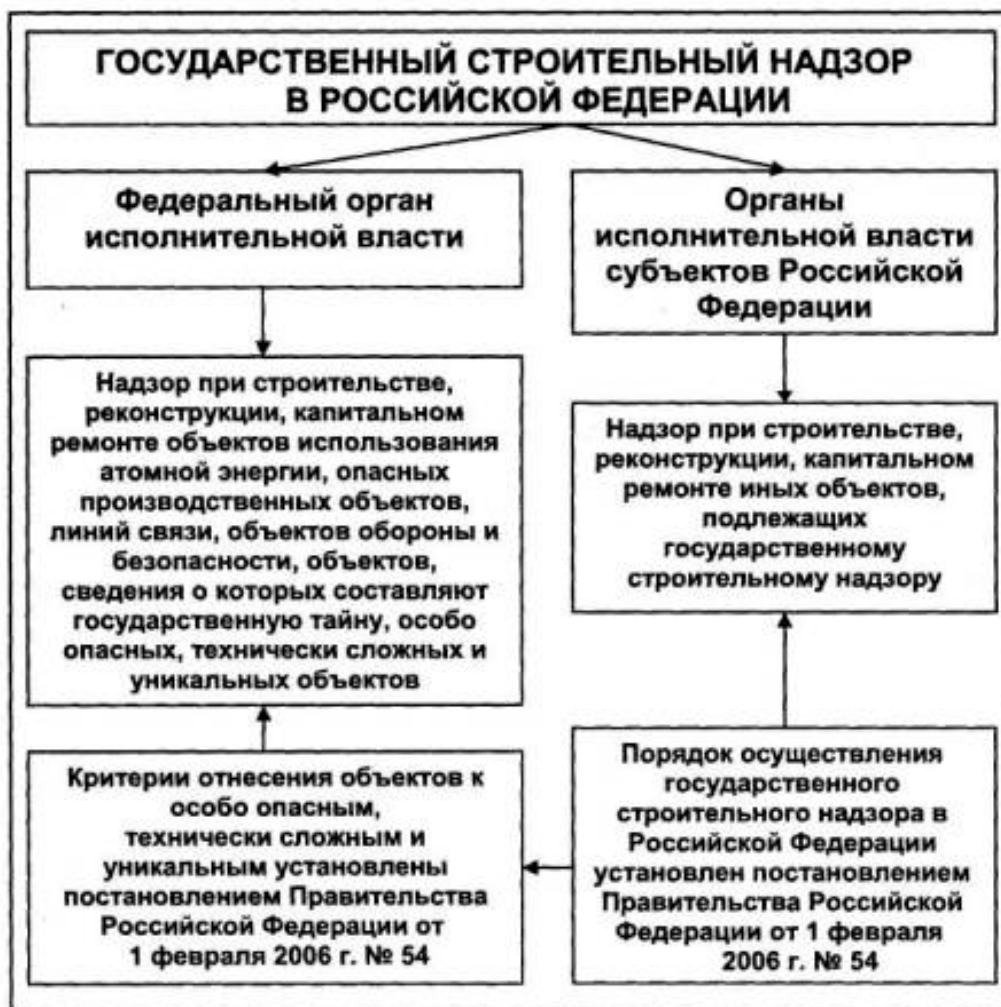 ГОСУДАРСТВЕННЫЙ СТРОИТЕЛЬНЫЙ НАДЗОР
В РОССИЙСКОЙ ФЕДЕРАЦИИ
Федеральный орган
исполнительной власти
Органы
исполнительной власти
субъектов Российской
Федерации
Надзор при строительстве,
реконструкции, капитальном
ремонте объектов использования
атомной энергии, опасных
производственных объектов,
линий связи, объектов обороны и
безопасности, объектов,
сведения о которых составляют
государственную тайну, особо
опасных, технически сложных и
уникальных объектов
Надзор при строительстве,
реконструкции, капитальном
ремонте иных объектов,
подлежащих
государственному
строительному надзору
Критерии отнесения объектов к
особо опасным,
технически сложным и
уникальным установлены
постановлением Правительства
Российской Федерации от
1 февраля 2006 г. № 54
Порядок осуществления
государственного
строительного надзора в
Российской Федерации
установлен постановлением
Правительства Российской
Федерации от 1 февраля
2006 г. № 54